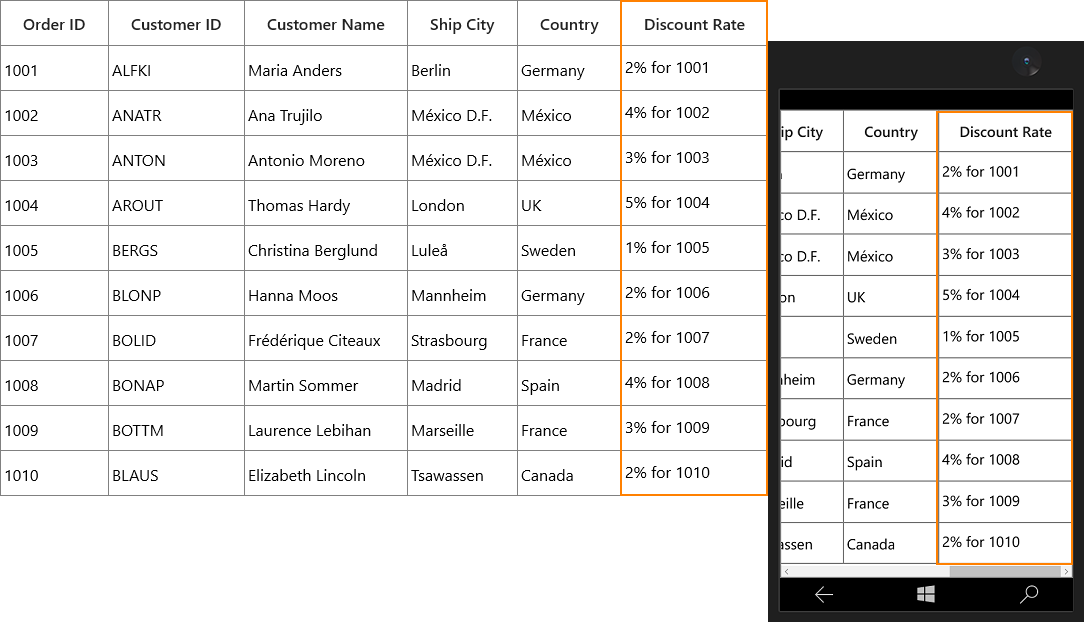 Order ID Customer ID Customer Name Ship City Country Discount Rate
1001 ALFKI Maria Anders Berlin Germany 2% for 1001
1002 ANATR Ana Trujilo México D.F. México 4% for 1002
1003 ANTON Antonio Moreno México D.F. México 3% for 1003
1004 AROUT Thomas Hardy London UK 5% for 1004
1005 BERGS Christina Berglund Luleå Sweden 1% for 1005
1006 BLONP Hanna Moos Mannheim Germany 2% for 1006
1007 BOLID Frédérique Citeaux Strasbourg France 2% for 1007
1008 BONAP Martin Sommer Madrid Spain 4% for 1008
1009 BOTTM Laurence Lebihan Marseille France 3% for 1009
1010 BLAUS Elizabeth Lincoln Tsawassen Canada 2% for 1010
ip City Country Discount Rate
Germany 2% for 1001
co D.F. México 4% for 1002
co D.F. México 3% for 1003
on UK 5% for 1004
Sweden 1% for 1005
nheim Germany 2% for 1006
bourg France 2% for 1007
id Spain 4% for 1008
eille France 3% for 1009
assen Canada 2% for 1010